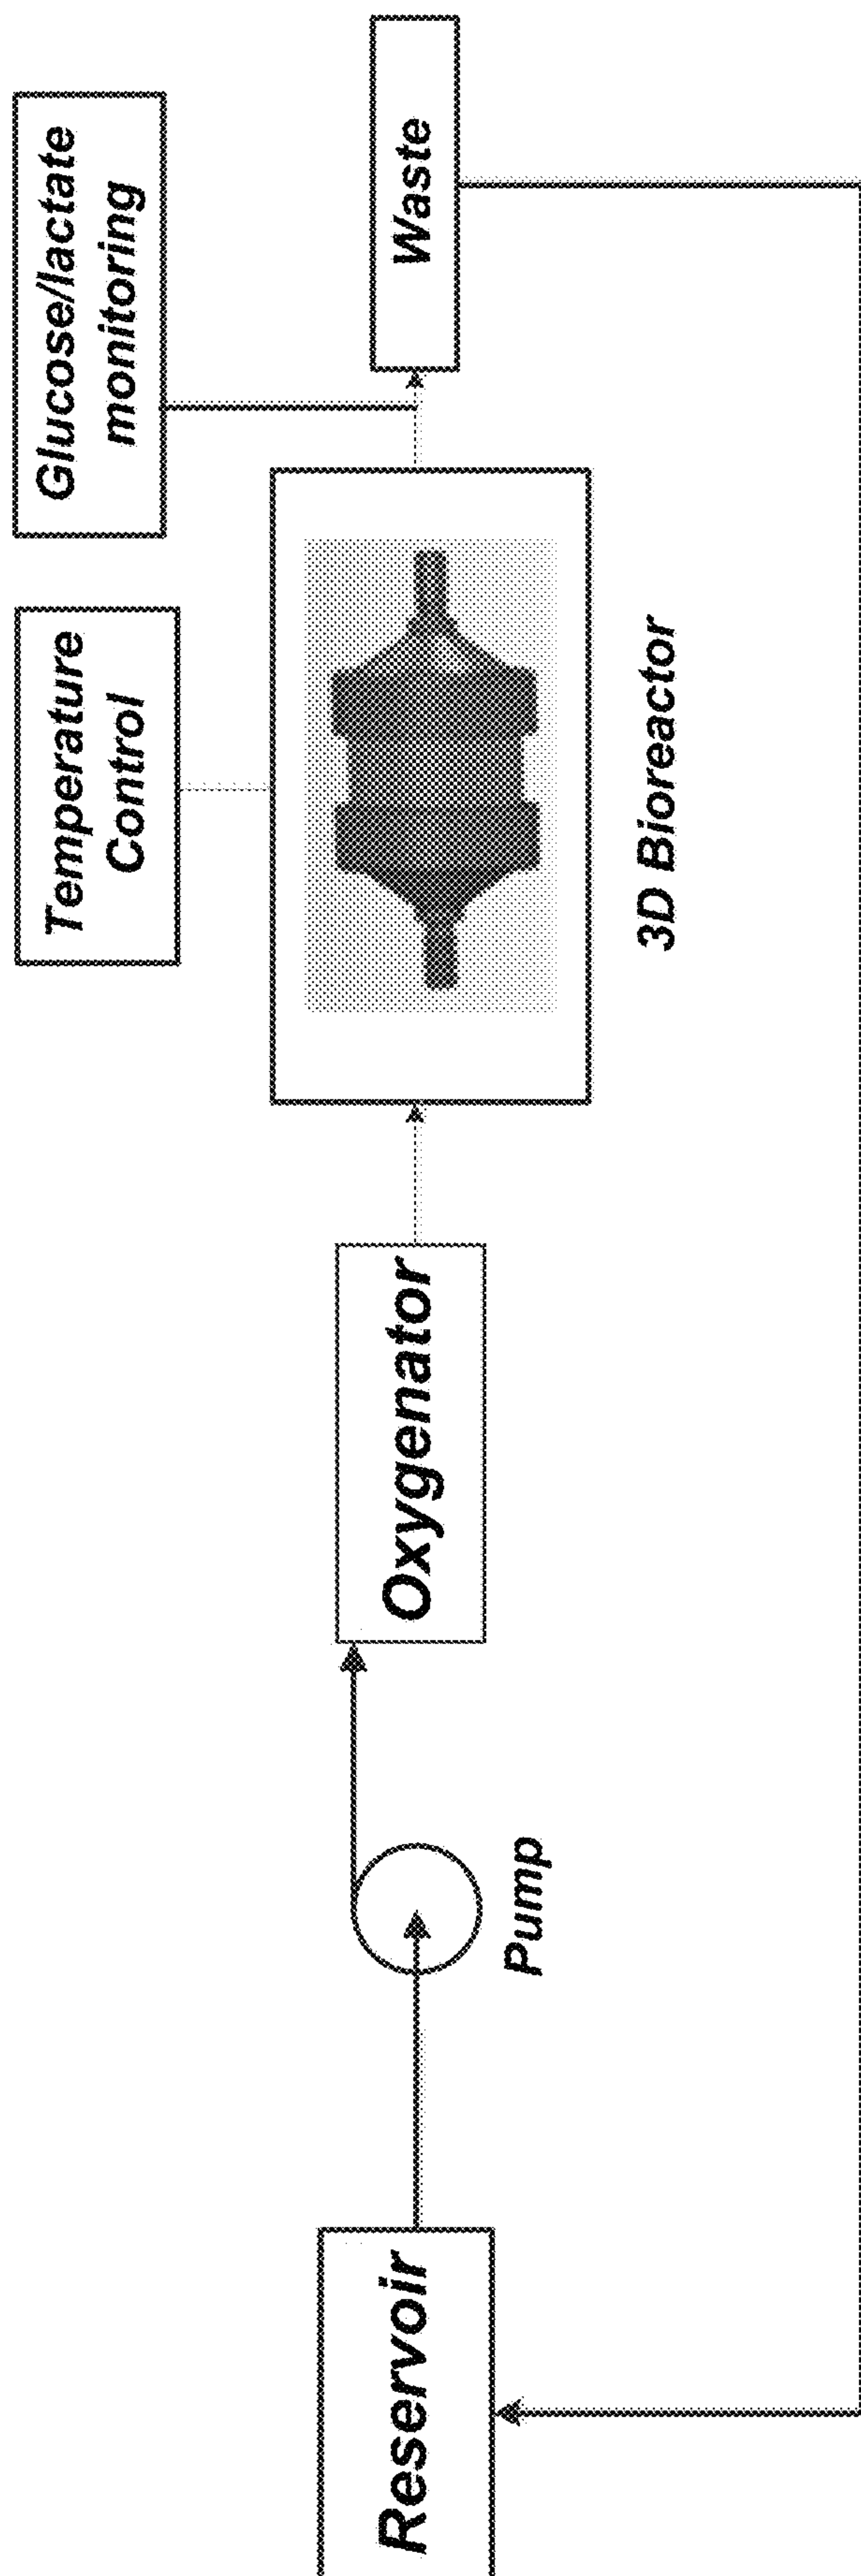 Reservoir
Pump
Oxygenator
3D Bioreactor
Temperature
Control
Glucose/lactate
monitoring
Waste